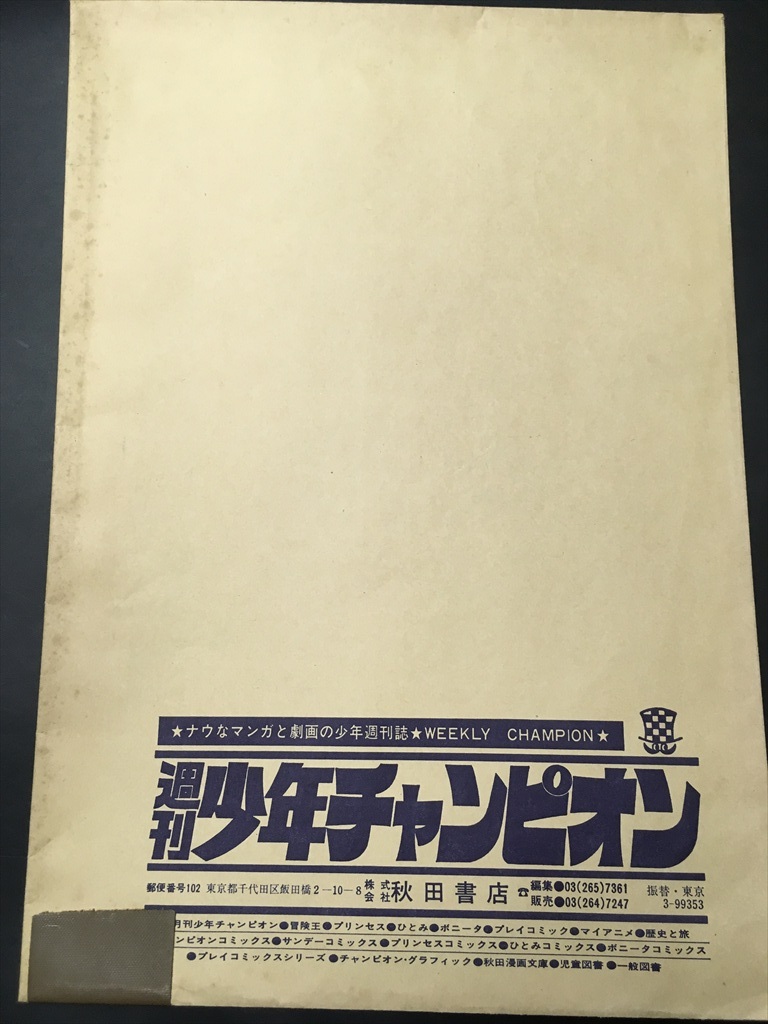 ★ナウなマンガと劇画の少年週刊誌★WEEKLY CHAMPION★
週刊少年チャンピオン
郵便番号102 東京都千代田区飯田橋2−10−8 株式会社 秋田書店 ☎ 編集●03(265)7361 振替・東京
販売●03(264)7247 3-99353
月刊少年チャンピオン●冒険王●プリンセス●ひとみ●ボニータ●プレイコミック●マイアニメ●歴史と旅
ンピオンコミックス●サンデーコミックス●プリンセスコミックス●ひとみコミックス●ボニータコミックス
●プレイコミックスシリーズ●チャンピオン・グラフィック●秋田漫画文庫●児童図書●一般図書